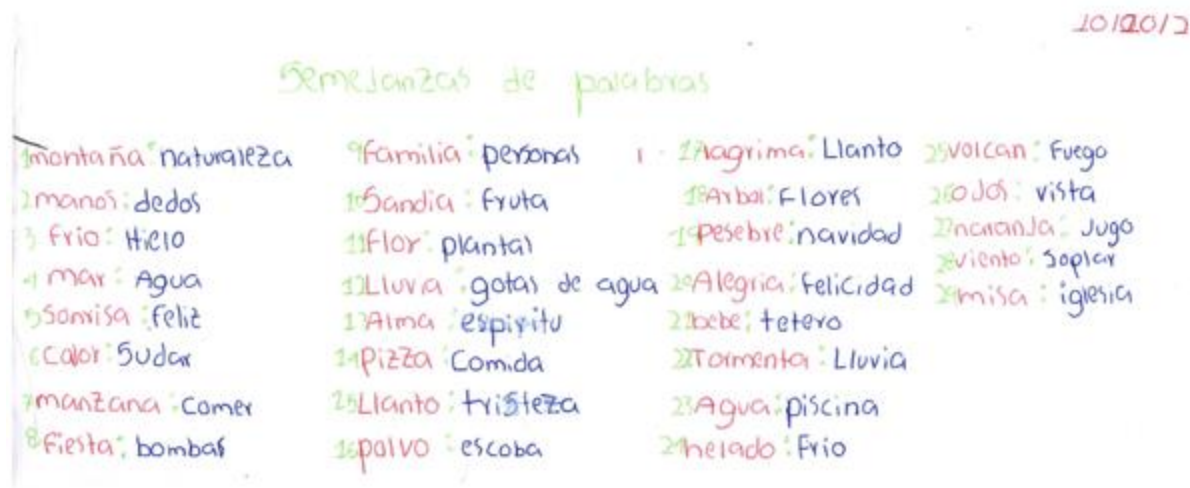 10/20/2
Semejanzas de palabras
1 montaña: naturaleza
2 manos: dedos
3 frio: Hielo
4 mar: Agua
5 Sonrisa: feliz
6 Calor: Sudar
7 manzana: Comer
8 fiesta: bombas
9 familia: personas
10 Sandia: fruta
11 flor: plantas
12 Lluvia: gotas de agua
13 Alma: espiritu
14 pizza: Comida
15 Llanto: tristeza
16 polvo: escoba
17 lagrima: Llanto
18 Arbol: Flores
19 pesebre: navidad
20 Alegria: felicidad
21 bebe: tetero
22 Tormenta: Lluvia
23 Agua: piscina
24 helado: Frio
25 volcan: Fuego
26 ojos: vista
27 naranja: Jugo
28 viento: Soplar
29 misa: iglesia